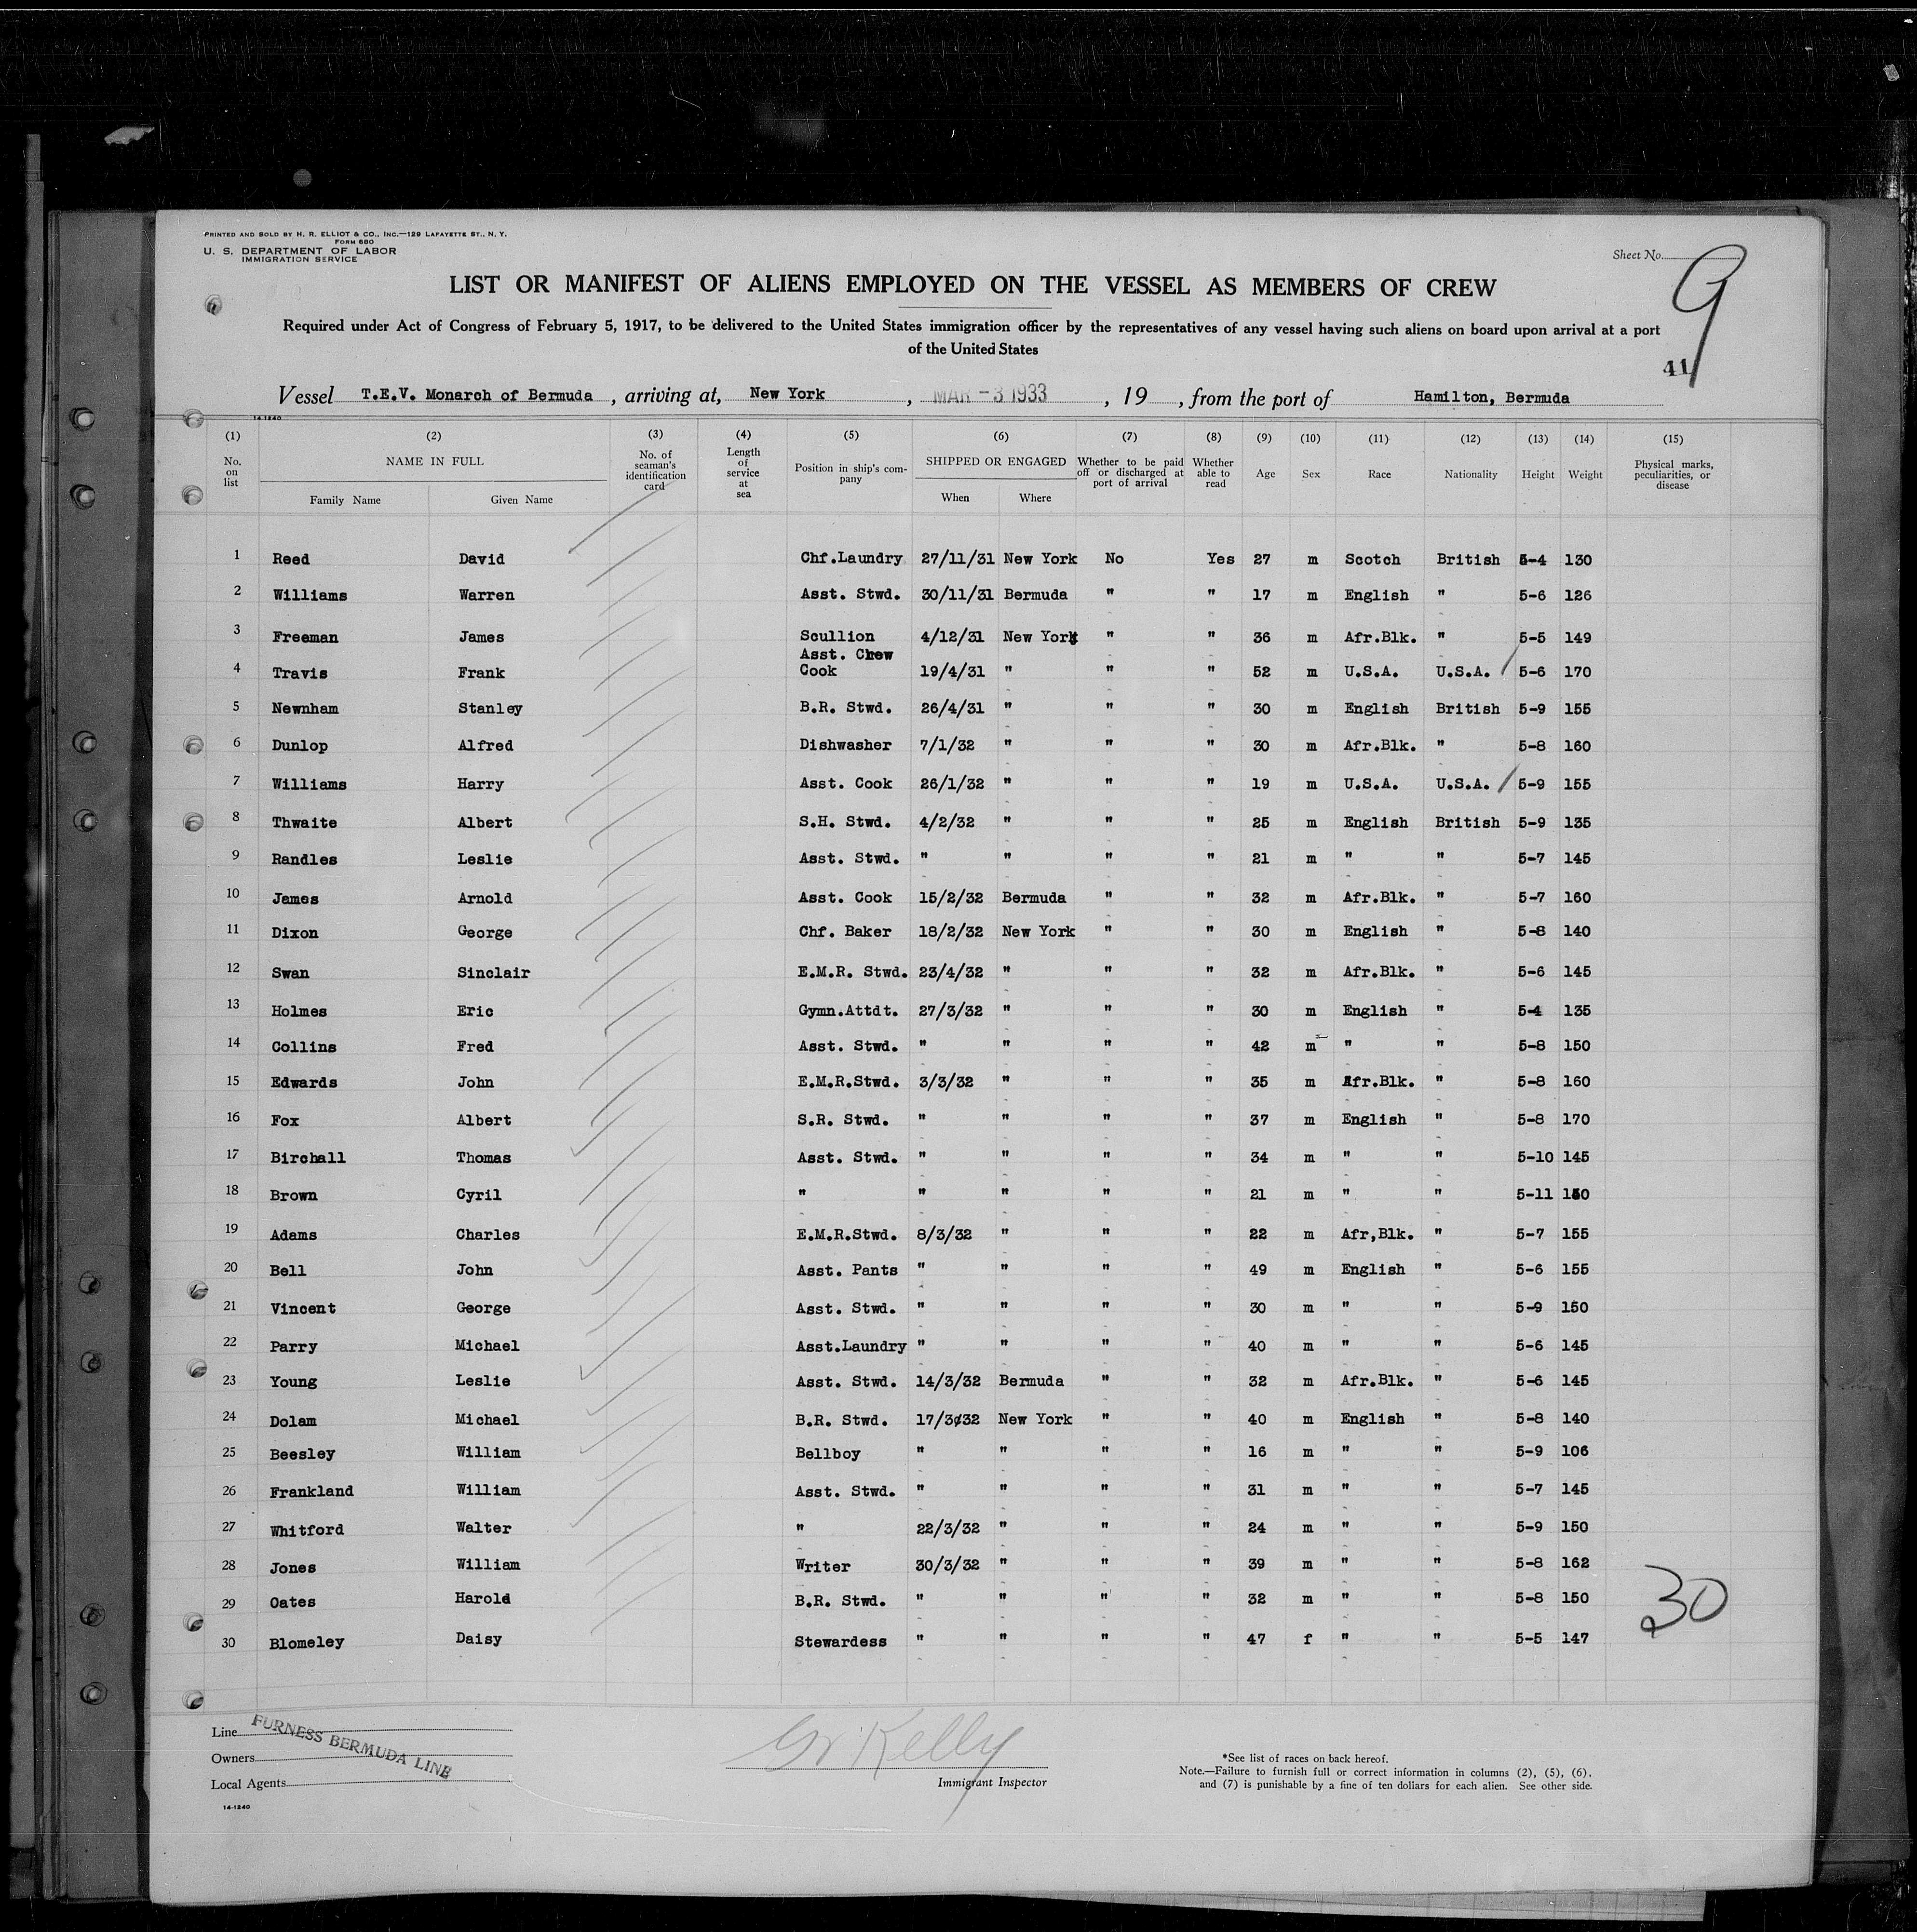 PRINTED AND SOLD BY H. R. ELLIOT & CO., INC.—129 LAFAYETTE ST., N. Y.
FORM 680
U. S. DEPARTMENT OF LABOR
IMMIGRATION SERVICE
Sheet No. 9
LIST OR MANIFEST OF ALIENS EMPLOYED ON THE VESSEL AS MEMBERS OF CREW
Required under Act of Congress of February 5, 1917, to be delivered to the United States immigration officer by the representatives of any vessel having such aliens on board upon arrival at a port
of the United States
41
Vessel T.E.V. Monarch of Bermuda, arriving at, New York, MAR -3 1933, 19, from the port of Hamilton, Bermuda
14-1240
(1) (2) (3) (4) (5) (6) (7) (8) (9) (10) (11) (12) (13) (14) (15)
No. on list NAME IN FULL Family Name Given Name No. of seaman's identification card Length of service at sea Position in ship's company SHIPPED OR ENGAGED When Where Whether to be paid off or discharged at port of arrival Whether able to read Age Sex Race Nationality Height Weight Physical marks, peculiarities, or disease
1 Reed David Chf.Laundry 27/11/31 New York No Yes 27 m Scotch British 5-4 130
2 Williams Warren Asst. Stwd. 30/11/31 Bermuda " " 17 m English " 5-6 126
3 Freeman James Scullion 4/12/31 New York " " 36 m Afr.Blk. " 5-5 149
4 Travis Frank Asst. Crew Cook 19/4/31 " " " 52 m U.S.A. U.S.A. 5-6 170
5 Newnham Stanley B.R. Stwd. 26/4/31 " " " 30 m English British 5-9 155
6 Dunlop Alfred Dishwasher 7/1/32 " " " 30 m Afr.Blk. " 5-8 160
7 Williams Harry Asst. Cook 26/1/32 " " " 19 m U.S.A. U.S.A. 5-9 155
8 Thwaite Albert S.H. Stwd. 4/2/32 " " " 25 m English British 5-9 135
9 Randles Leslie Asst. Stwd. " " " " 21 m " " 5-7 145
10 James Arnold Asst. Cook 15/2/32 Bermuda " " 32 m Afr.Blk. " 5-7 160
11 Dixon George Chf. Baker 18/2/32 New York " " 30 m English " 5-8 140
12 Swan Sinclair E.M.R. Stwd. 23/4/32 " " " 32 m Afr.Blk. " 5-6 145
13 Holmes Eric Gymn.Attdt. 27/3/32 " " " 30 m English " 5-4 135
14 Collins Fred Asst. Stwd. " " " " 42 m " " 5-8 150
15 Edwards John E.M.R.Stwd. 3/3/32 " " " 35 m Afr.Blk. " 5-8 160
16 Fox Albert S.R. Stwd. " " " " 37 m English " 5-8 170
17 Birchall Thomas Asst. Stwd. " " " " 34 m " " 5-10 145
18 Brown Cyril " " " " " 21 m " " 5-11
19 Adams Charles E.M.R.Stwd. 8/3/32 " " " 22 m Afr,Blk. " 5-7 155
20 Bell John Asst. Pants " " " " 49 m English " 5-6 155
21 Vincent George Asst. Stwd. " " " " 30 m " " 5-9 150
22 Parry Michael Asst.Laundry " " " " 40 m " " 5-6 145
23 Young Leslie Asst. Stwd. 14/3/32 Bermuda " " 32 m Afr.Blk. " 5-6 145
24 Dolam Michael B.R. Stwd. 17/3/32 New York " " 40 m English " 5-8 140
25 Beesley William Bellboy " " " " 16 m " " 5-9 106
26 Frankland William Asst. Stwd. " " " " 31 m " " 5-7 145
27 Whitford Walter " 22/3/32 " " " 24 m " " 5-9 150
28 Jones William Writer 30/3/32 " " " 39 m " " 5-8 162
29 Oates Harold B.R. Stwd. " " " " 32 m " " 5-8 150
30 Blomeley Daisy Stewardess " " " " 47 f " " 5-5 147
30
Line
FURNESS BERMUDA LINE
Owners
Local Agents
14-1240
Kelly
Immigrant Inspector
*See list of races on back hereof.
Note.—Failure to furnish full or correct information in columns (2), (5), (6),
and (7) is punishable by a fine of ten dollars for each alien. See other side.